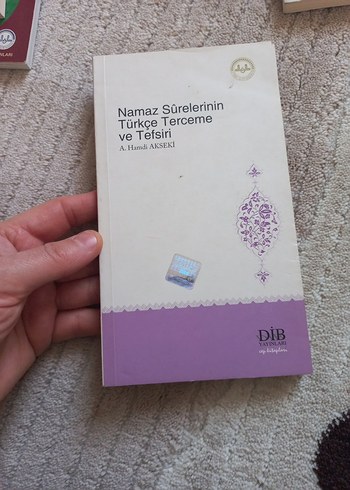 Namaz Sûrelerinin
Türkçe Terceme
ve Tefsiri
A. Hamdi AKSEKİ
DİB
YAYINLARI
cep kitapları